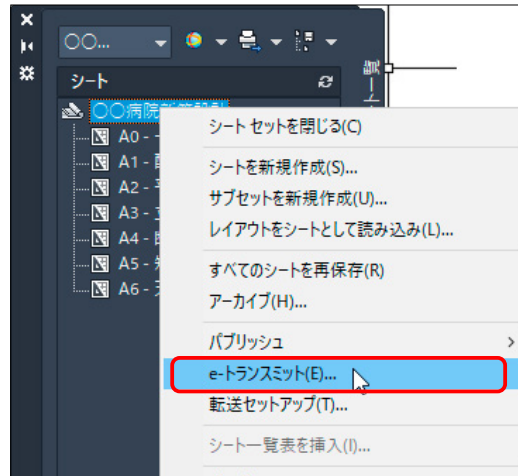 ○○...
シート
○○病院新築設計
A0 -
A1 -
A2 -
A3 -
A4 -
A5 -
A6 -
シート セットを閉じる(C)
シートを新規作成(S)...
サブセットを新規作成(U)...
レイアウトをシートとして読み込み(L)...
すべてのシートを再保存(R)
アーカイブ(H)...
パブリッシュ
e-トランスミット(E)...
転送セットアップ(T)...
シート一覧表を挿入(I)...